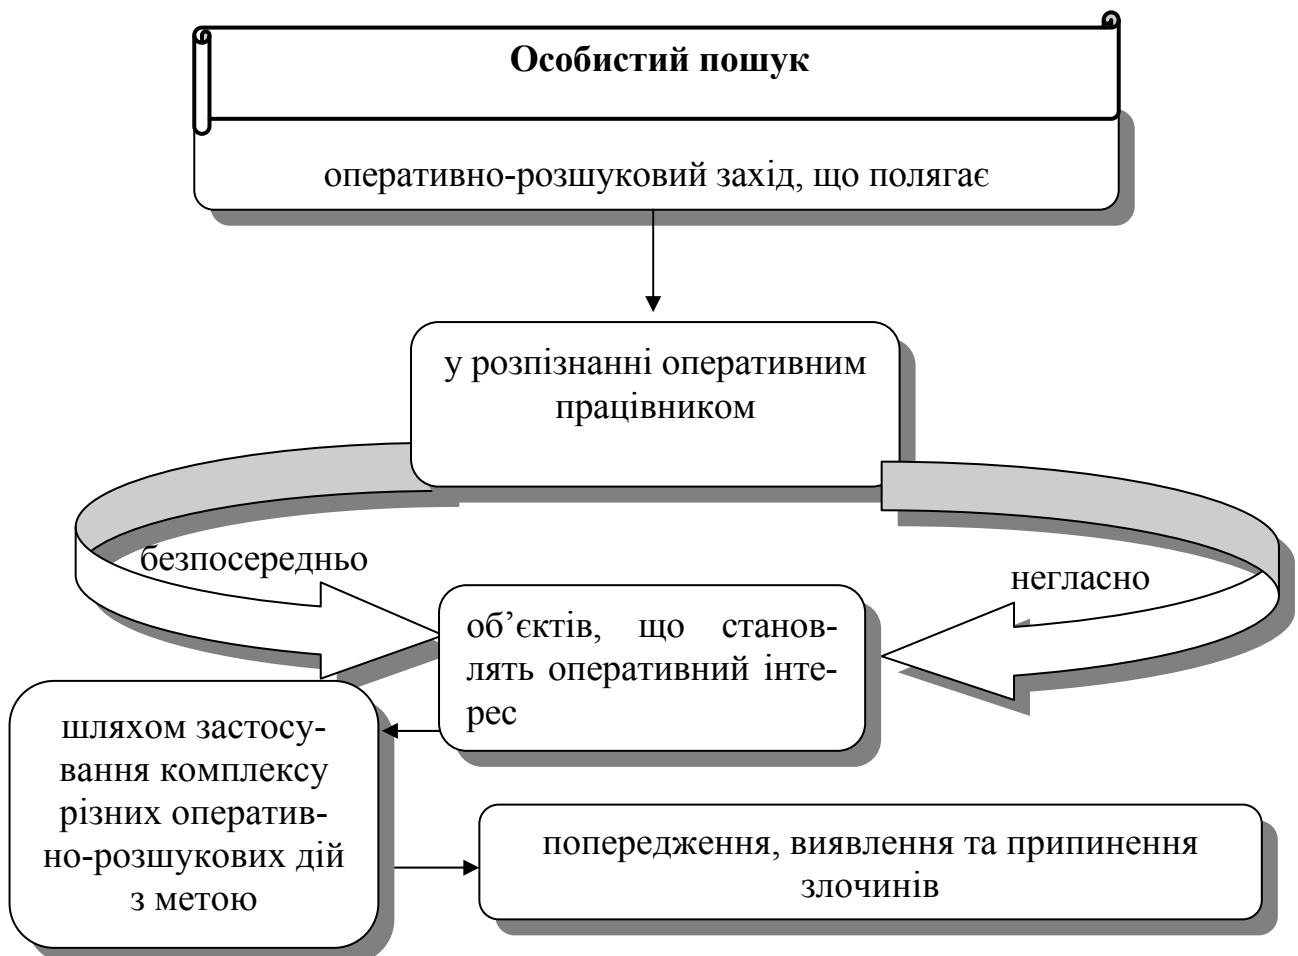 Особистий пошук
оперативно-розшуковий захід, що полягає
у розпізнанні оперативним
працівником
безпосередньо
негласно
об’єктів, що станов-
лять оперативний інте-
рес
шляхом застосу-
вання комплексу
різних оператив-
но-розшукових дій
з метою
попередження, виявлення та припинення
злочинів